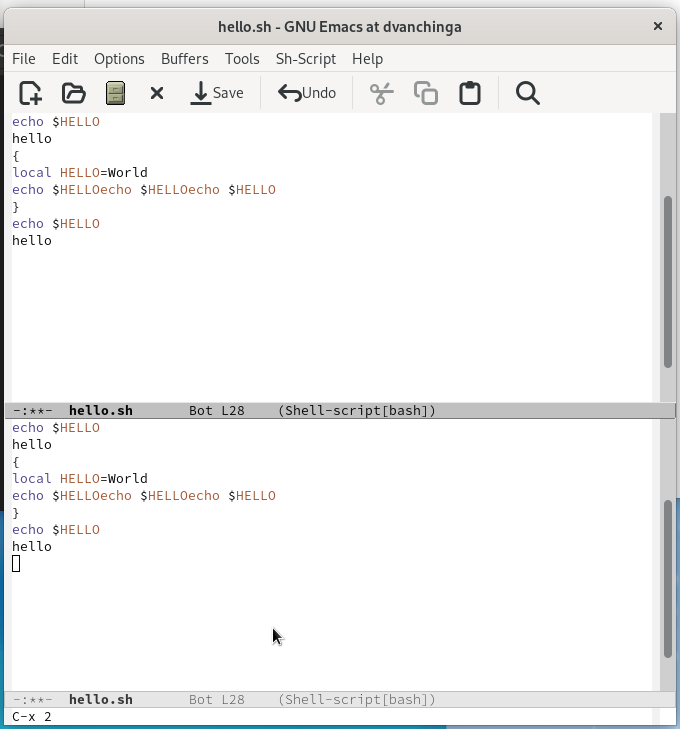 hello.sh - GNU Emacs at dvanchinga
File Edit Options Buffers Tools Sh-Script Help
Save Undo
echo $HELLO
hello
{
local HELLO=World
echo $HELLOecho $HELLOecho $HELLO
}
echo $HELLO
hello
-:**- hello.sh Bot L28 (Shell-script[bash])
echo $HELLO
hello
{
local HELLO=World
echo $HELLOecho $HELLOecho $HELLO
}
echo $HELLO
hello
-:**- hello.sh Bot L28 (Shell-script[bash])
C-x 2